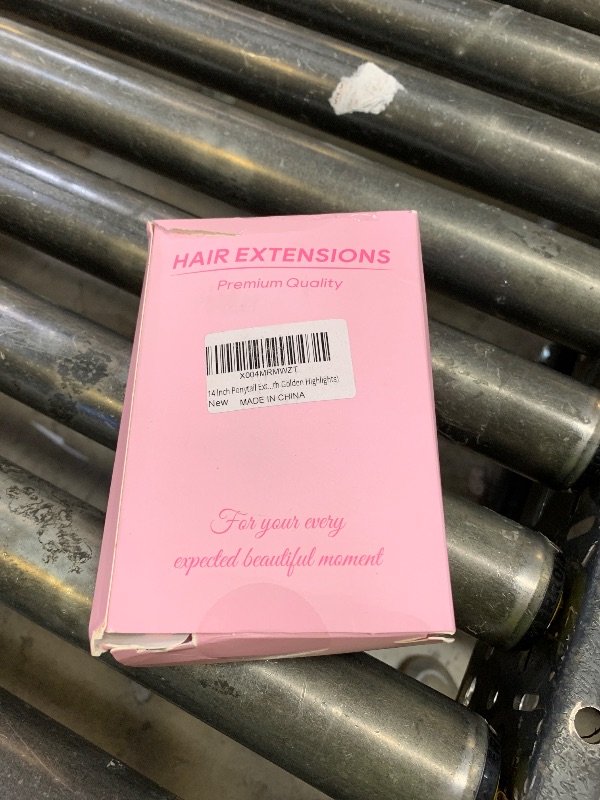 HAIR EXTENSIONS
Premium Quality
X004MRMWZT
14 Inch Ponytail Ext...th Golden Highlights)
New MADE IN CHINA
For your every
expected beautiful moment